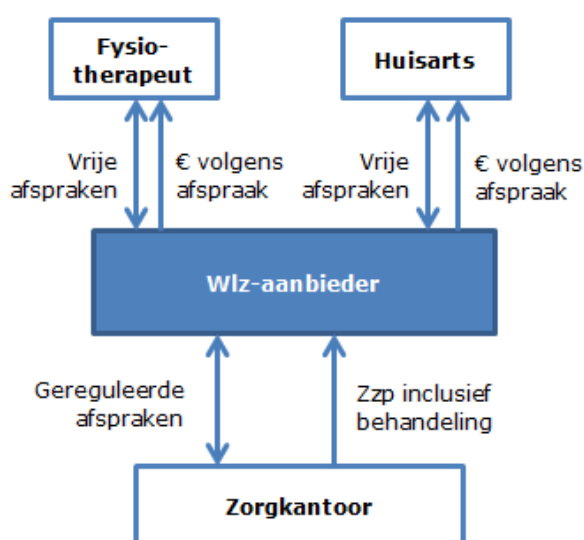 Fysio-
therapeut
Huisarts
Vrije
afspraken
€ volgens
afspraak
Vrije
afspraken
€ volgens
afspraak
Wlz-aanbieder
Gereguleerde
afspraken
Zzp inclusief
behandeling
Zorgkantoor